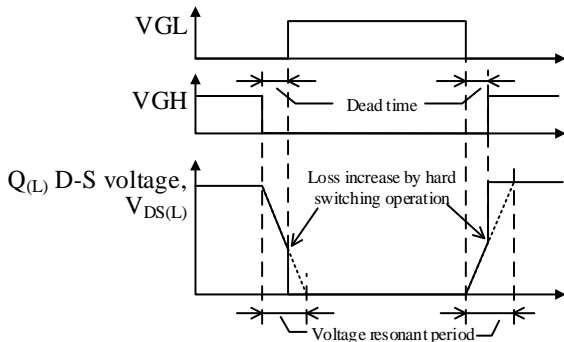 VGL
VGH
Dead time
Q(L) D-S voltage,
VDS(L)
Loss increase by hard
switching operation
Voltage resonant period